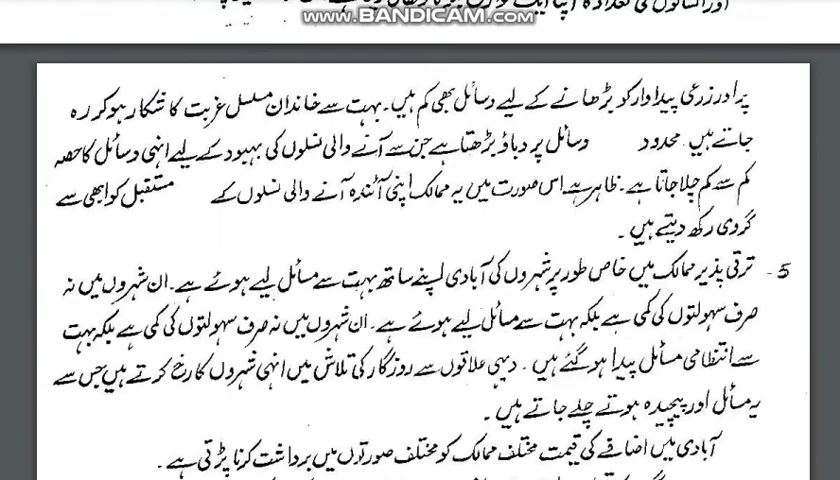 اور انسانوں کی تعداد کا
www.BANDICAM.com
پر اور زرعی پیداوار کو بڑھانے کے لیے وسائل بھی کم ہیں۔ بہت سے خاندان مسلسل غربت کا شکار ہو کر رہ
جاتے ہیں۔ محدود وسائل پر دباؤ بڑھتا ہے جس سے آنے والی نسلوں کی بہبود کے لیے انہی وسائل کا حصہ
کم سے کم چلا جاتا ہے۔ ظاہر ہے اس صورت میں یہ ممالک اپنی آئندہ آنے والی نسلوں کے مستقبل کو ابھی سے
گروی رکھ دیتے ہیں۔
5- ترقی پذیر ممالک میں خاص طور پر شہروں کی آبادی اپنے ساتھ بہت سے مسائل لیے ہوئے ہے۔ ان شہروں میں نہ
صرف سہولتوں کی کمی ہے بلکہ بہت سے مسائل لیے ہوئے ہے۔ ان شہروں میں نہ صرف سہولتوں کی کمی ہے بلکہ بہت
سے انتظامی مسائل پیدا ہو گئے ہیں۔ دیہی علاقوں سے روزگار کی تلاش میں انہی شہروں کا رخ کرتے ہیں جس سے
یہ مسائل اور پیچیدہ ہوتے چلے جاتے ہیں۔
آبادی میں اضافے کی قیمت مختلف ممالک کو مختلف صورتوں میں برداشت کرنا پڑتی ہے۔